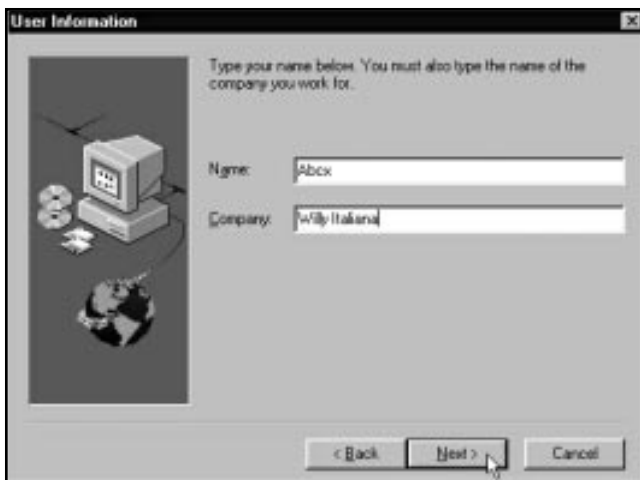 User Information
Type your name below. You must also type the name of the
company you work for.
Name: Abcx
Company: Willy Italiana
< Back Next > Cancel